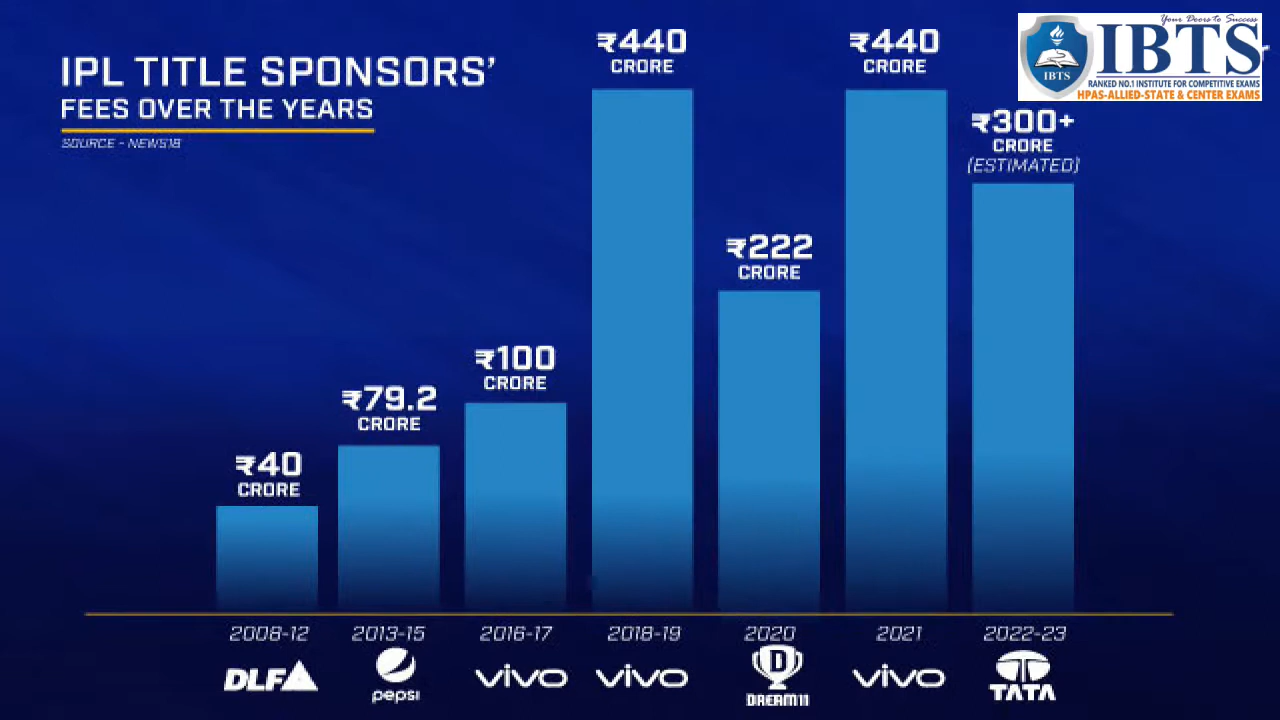 IPL TITLE SPONSORS'
FEES OVER THE YEARS
SOURCE - NEWS18
Your Doors to Success
IBTS
IBTS
RANKED NO.1 INSTITUTE FOR COMPETITIVE EXAMS
HPAS-ALLIED-STATE & CENTER EXAMS
₹40
CRORE
₹79.2
CRORE
₹100
CRORE
₹440
CRORE
₹222
CRORE
₹440
CRORE
₹300+
CRORE
(ESTIMATED)
2008-12 2013-15 2016-17 2018-19 2020 2021 2022-23
DLF pepsi vivo vivo D DREAM11 vivo TATA